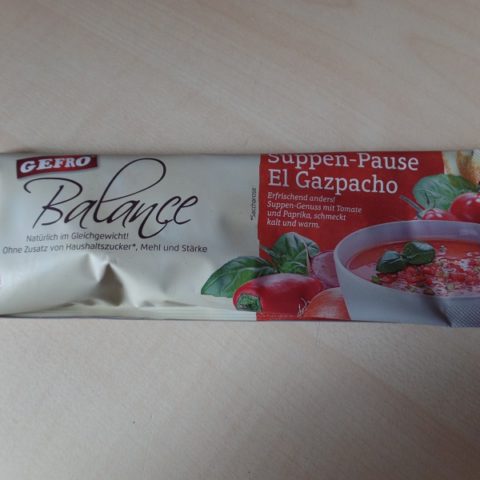 GEFRO
Balance
Natürlich im Gleichgewicht!
Ohne Zusatz von Haushaltszucker*, Mehl und Stärke
*Saccharose
Suppen-Pause
El Gazpacho
Erfrischend anders!
Suppen-Genuss mit Tomate
und Paprika, schmeckt
kalt und warm.